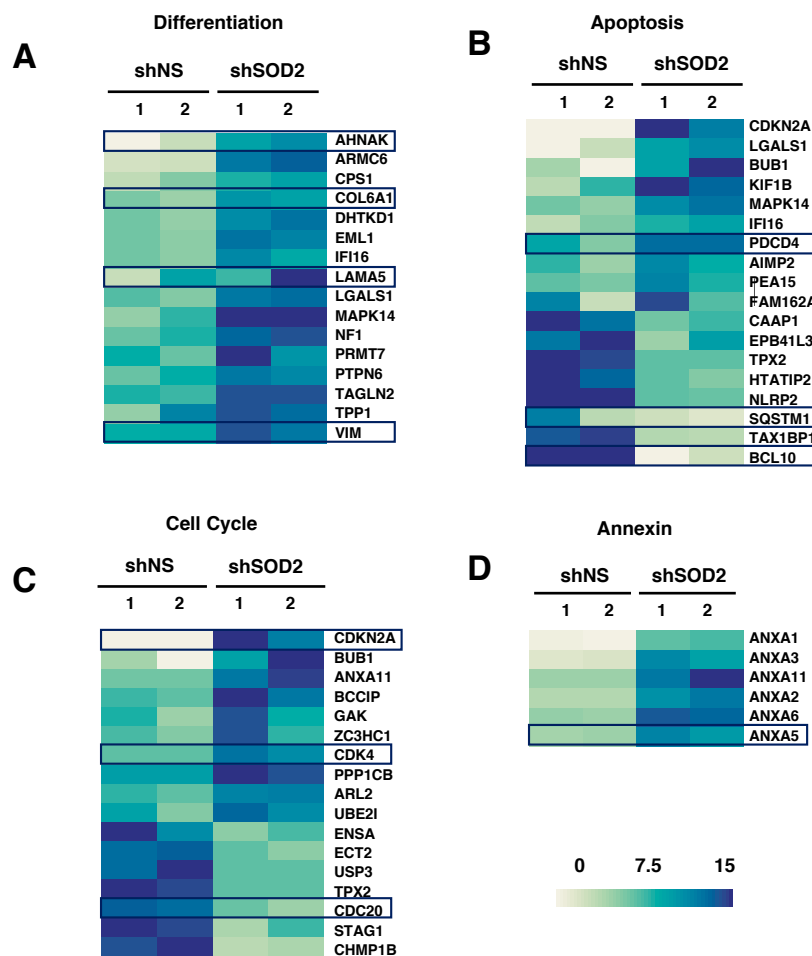 Differentiation
A
shNS shSOD2
1 2 1 2
AHNAK
ARMC6
CPS1
COL6A1
DHTKD1
EML1
IFI16
LAMA5
LGALS1
MAPK14
NF1
PRMT7
PTPN6
TAGLN2
TPP1
VIM
Apoptosis
B
shNS shSOD2
1 2 1 2
CDKN2A
LGALS1
BUB1
KIF1B
MAPK14
IFI16
PDCD4
AIMP2
PEA15
FAM162A
CAAP1
EPB41L3
TPX2
HTATIP2
NLRP2
SQSTM1
TAX1BP1
BCL10
Cell Cycle
C
shNS shSOD2
1 2 1 2
CDKN2A
BUB1
ANXA11
BCCIP
GAK
ZC3HC1
CDK4
PPP1CB
ARL2
UBE2I
ENSA
ECT2
USP3
TPX2
CDC20
STAG1
CHMP1B
Annexin
D
shNS shSOD2
1 2 1 2
ANXA1
ANXA3
ANXA11
ANXA2
ANXA6
ANXA5
0 7.5 15